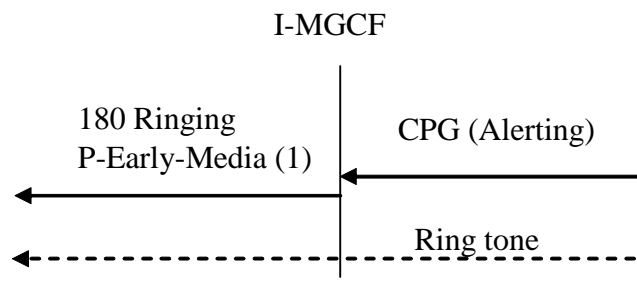 I-MGCF
180 Ringing
P-Early-Media (1)
CPG (Alerting)
Ring tone